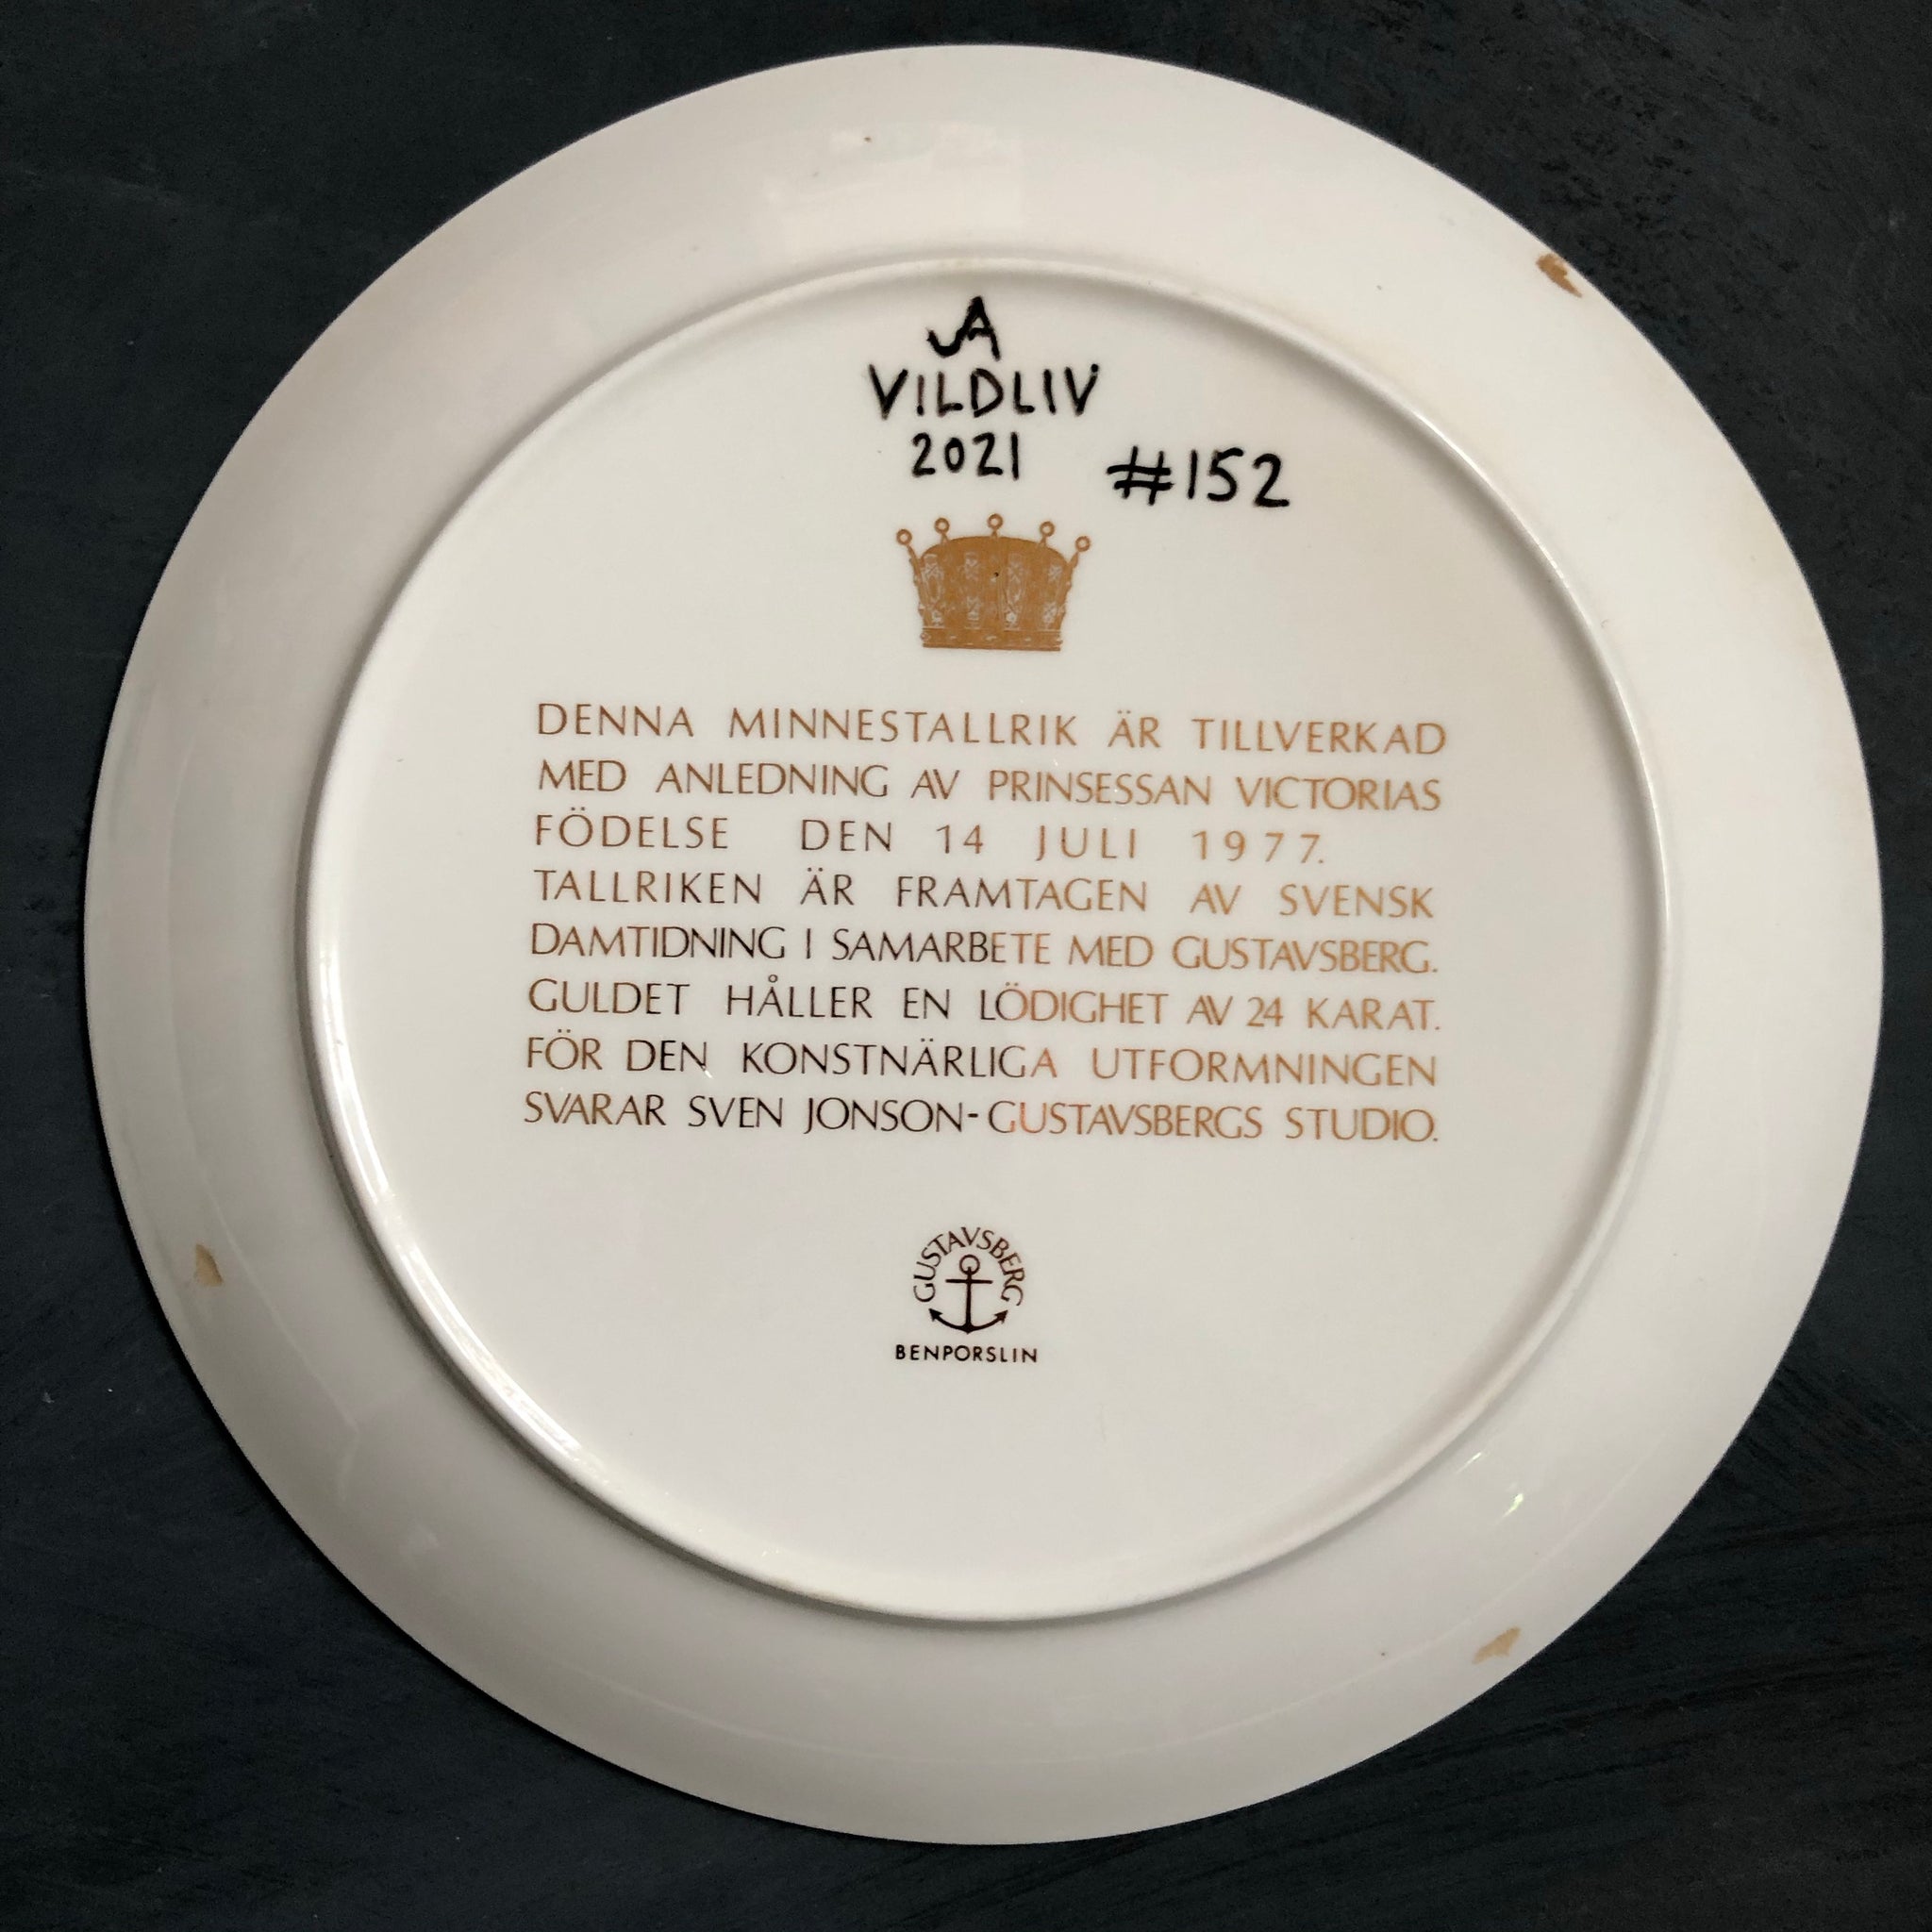 JA
VILDLIV
2021 #152
DENNA MINNESTALLRIK ÄR TILLVERKAD
MED ANLEDNING AV PRINSESSAN VICTORIAS
FÖDELSE DEN 14 JULI 1977.
TALLRIKEN ÄR FRAMTAGEN AV SVENSK
DAMTIDNING I SAMARBETE MED GUSTAVSBERG.
GULDET HÅLLER EN LÖDIGHET AV 24 KARAT.
FÖR DEN KONSTNÄRLIGA UTFORMNINGEN
SVARAR SVEN JONSON-GUSTAVSBERGS STUDIO.
GUSTAVSBERG
BENPORSLIN